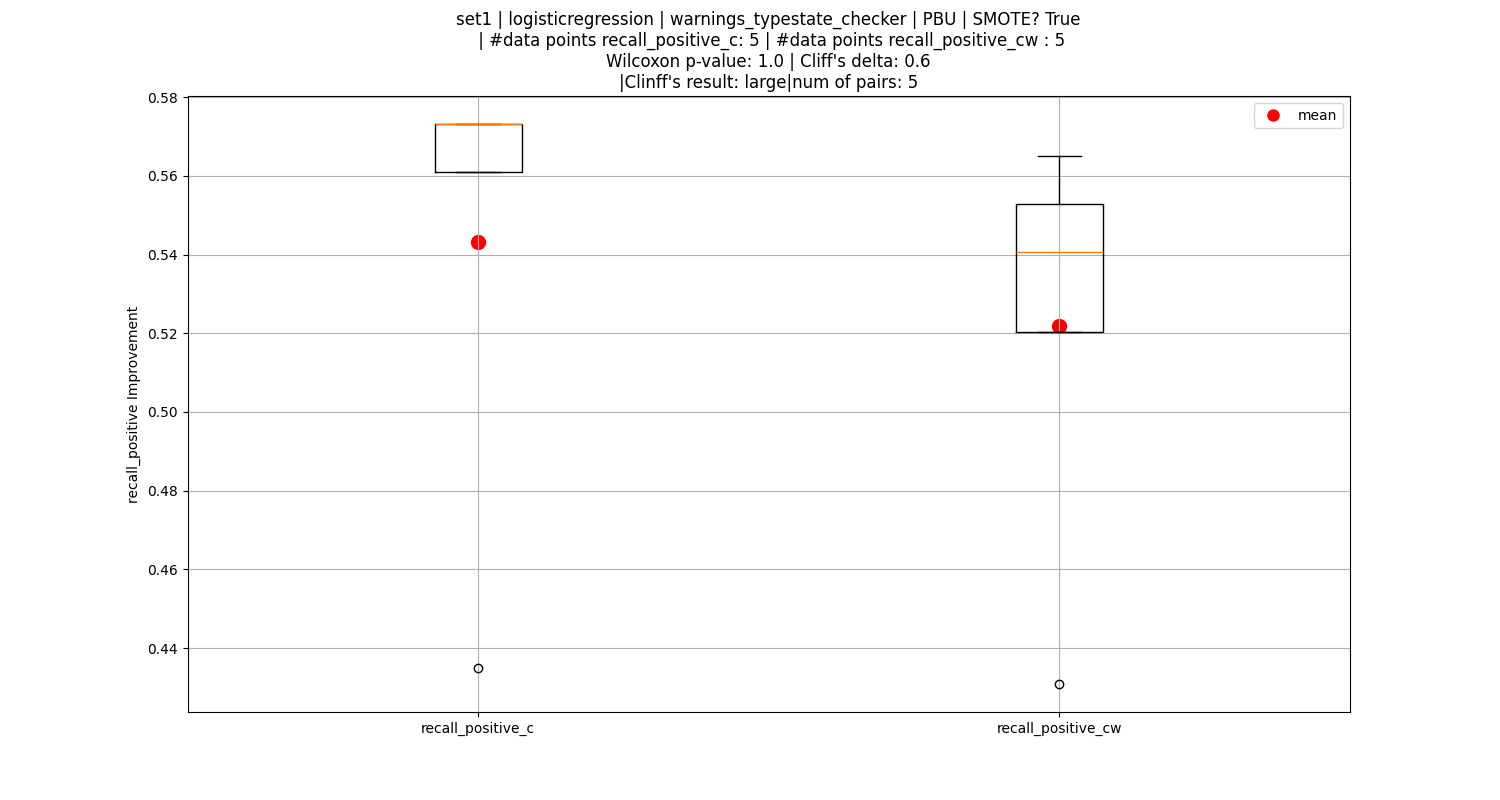 set1 | logisticregression | warnings_typestate_checker | PBU | SMOTE? True
| #data points recall_positive_c: 5 | #data points recall_positive_cw : 5
Wilcoxon p-value: 1.0 | Cliff's delta: 0.6
|Clinff's result: large|num of pairs: 5
0.58
mean
0.56
0.54
0.52
0.50
0.48
0.46
0.44
recall_positive Improvement
recall_positive_c
recall_positive_cw